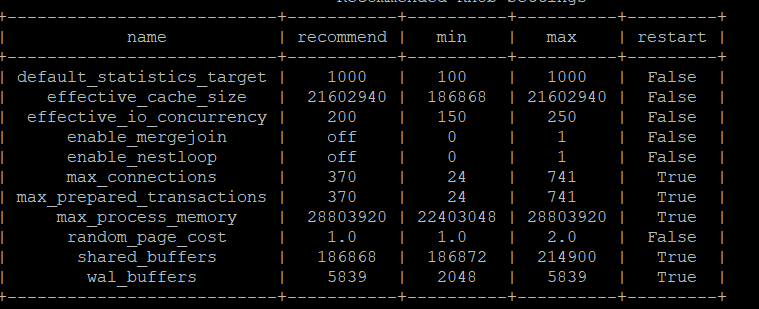 Recommended Knob Settings
+---------------------------+-----------+----------+----------+---------+
| name | recommend | min | max | restart |
+---------------------------+-----------+----------+----------+---------+
| default_statistics_target | 1000 | 100 | 1000 | False |
| effective_cache_size | 21602940 | 186868 | 21602940 | False |
| effective_io_concurrency | 200 | 150 | 250 | False |
| enable_mergejoin | off | 0 | 1 | False |
| enable_nestloop | off | 0 | 1 | False |
| max_connections | 370 | 24 | 741 | True |
| max_prepared_transactions | 370 | 24 | 741 | True |
| max_process_memory | 28803920 | 22403048 | 28803920 | True |
| random_page_cost | 1.0 | 1.0 | 2.0 | False |
| shared_buffers | 186868 | 186872 | 214900 | True |
| wal_buffers | 5839 | 2048 | 5839 | True |
+---------------------------+-----------+----------+----------+---------+